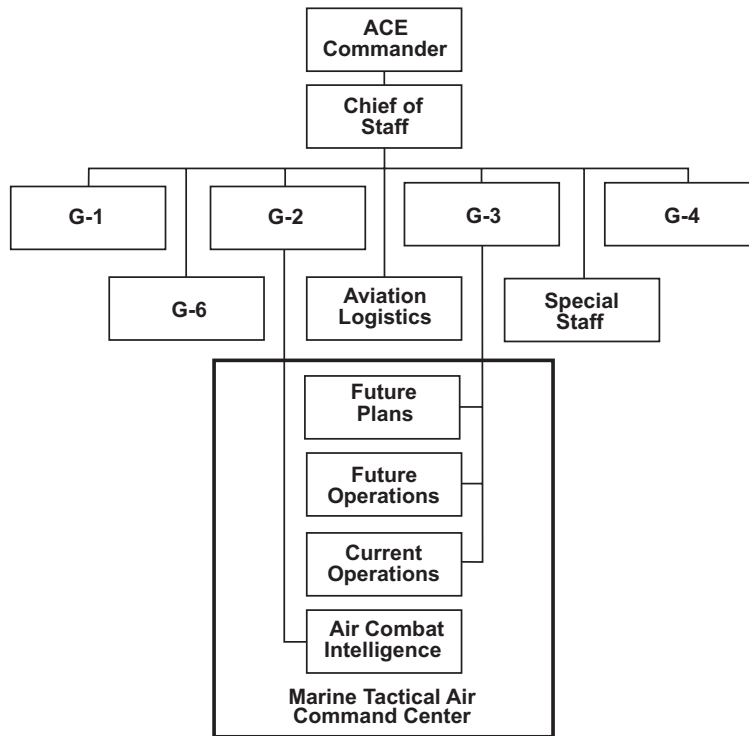 ACE
Commander
Chief of
Staff
G-1
G-2
G-3
G-4
G-6
Aviation
Logistics
Special
Staff
Future
Plans
Future
Operations
Current
Operations
Air Combat
Intelligence
Marine Tactical Air
Command Center